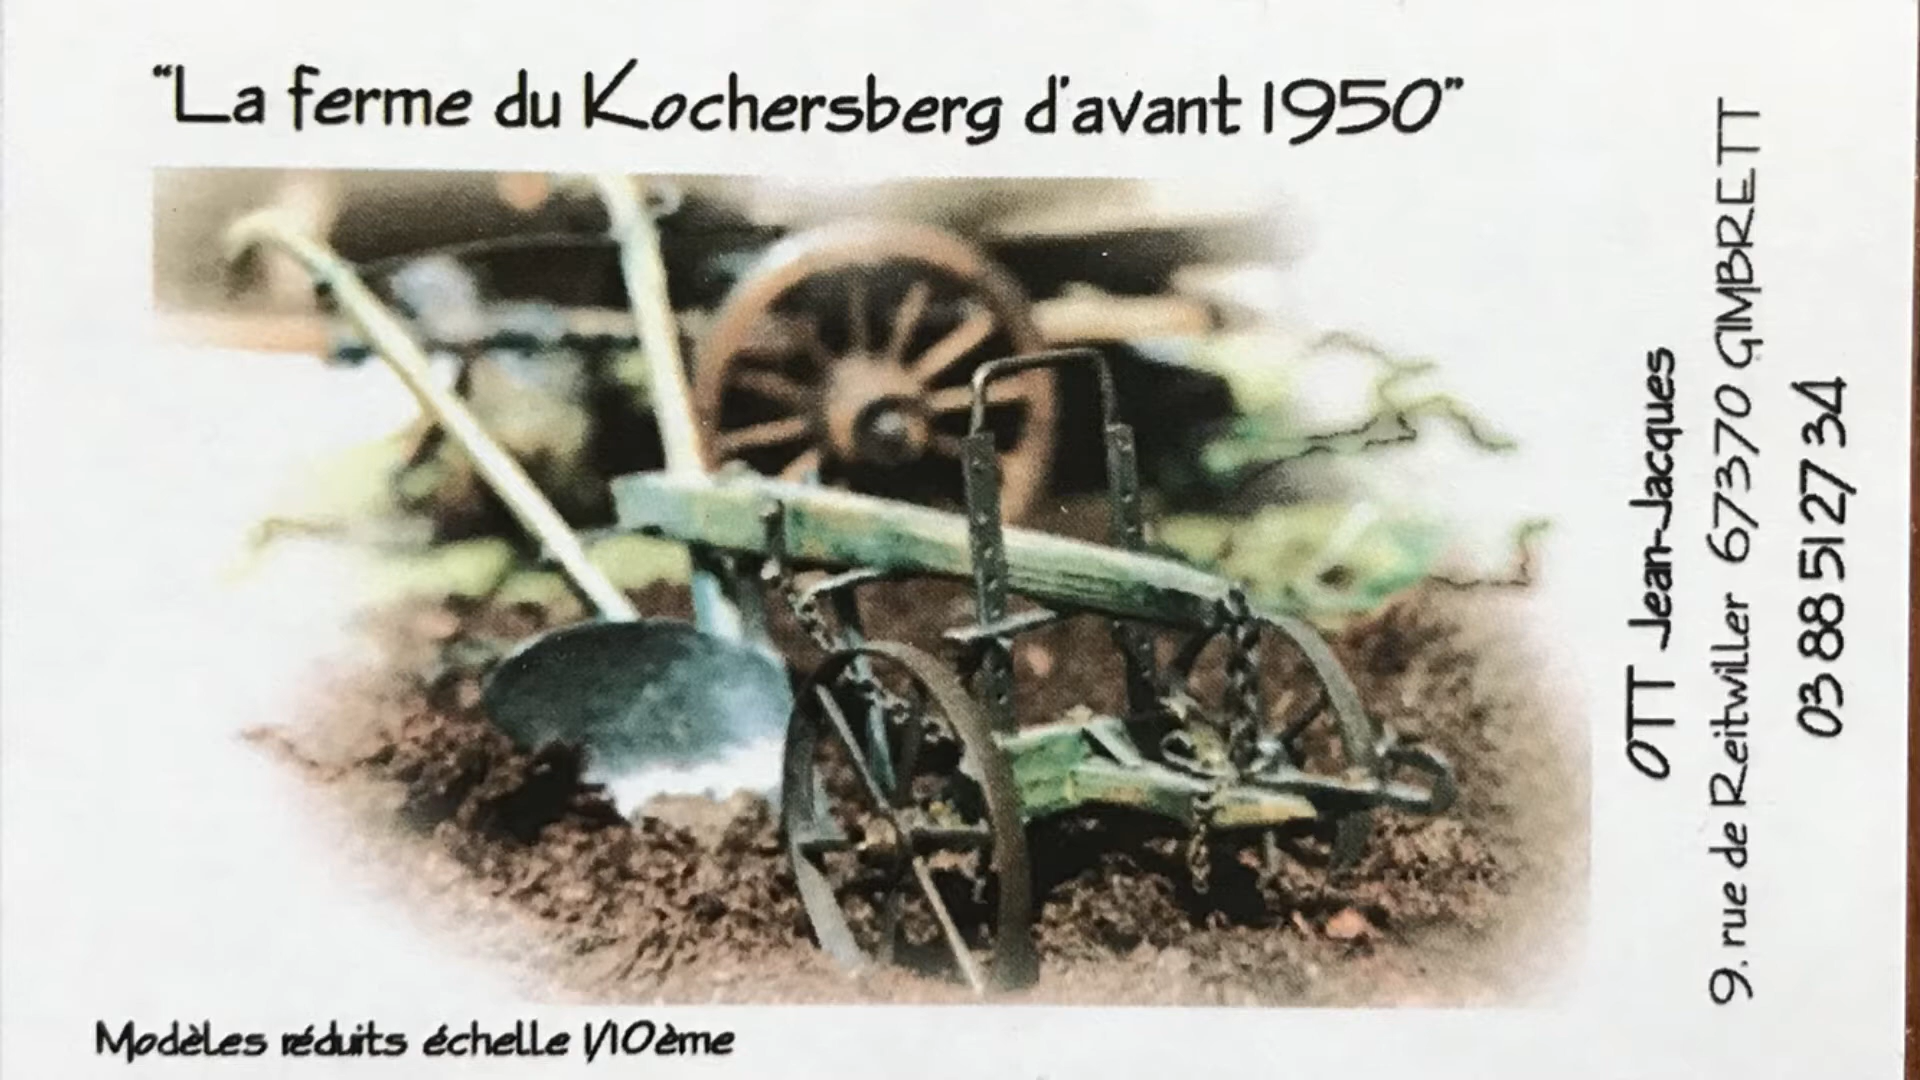 “La ferme du Kochersberg d'avant 1950”
OTT Jean-Jacques
9. rue de Reitwiller 67370 GIMBRETT
03 88 51 27 34
Modèles réduits échelle 1/10ème